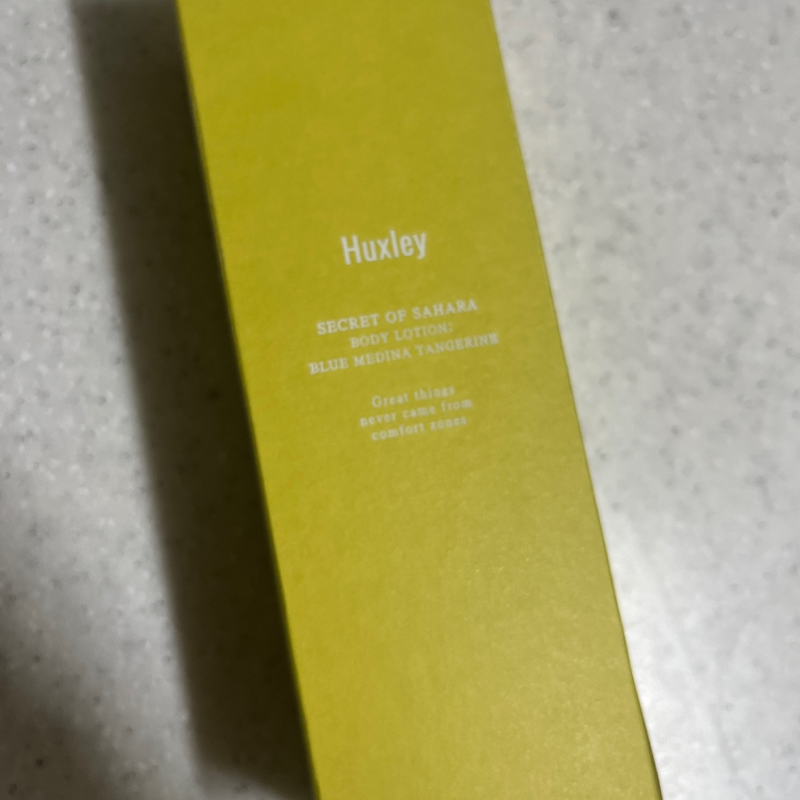 Huxley
SECRET OF SAHARA
BODY LOTION;
BLUE MEDINA TANGERINE
Great things
never came from
comfort zones